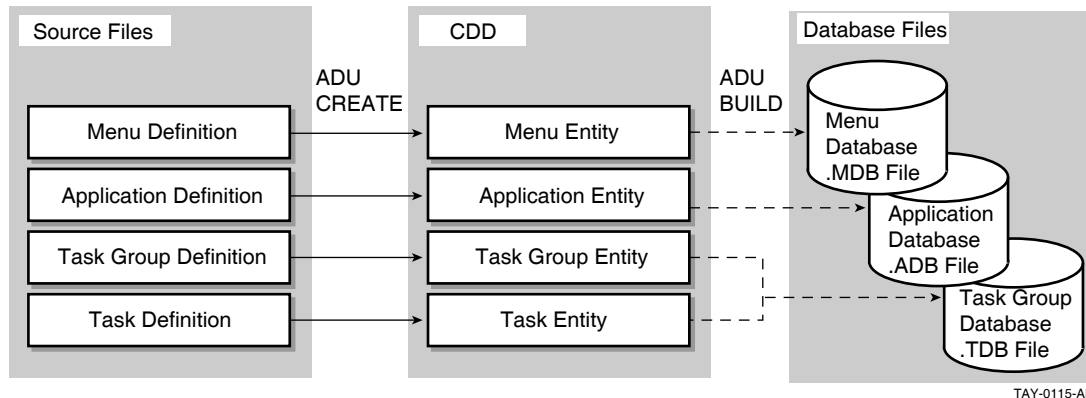 Source Files
CDD
Database Files
ADU
CREATE
ADU
BUILD
Menu Definition
Menu Entity
Menu
Database
.MDB File
Application Definition
Application Entity
Application
Database
.ADB File
Task Group Definition
Task Group Entity
Task Definition
Task Entity
Task Group
Database
.TDB File